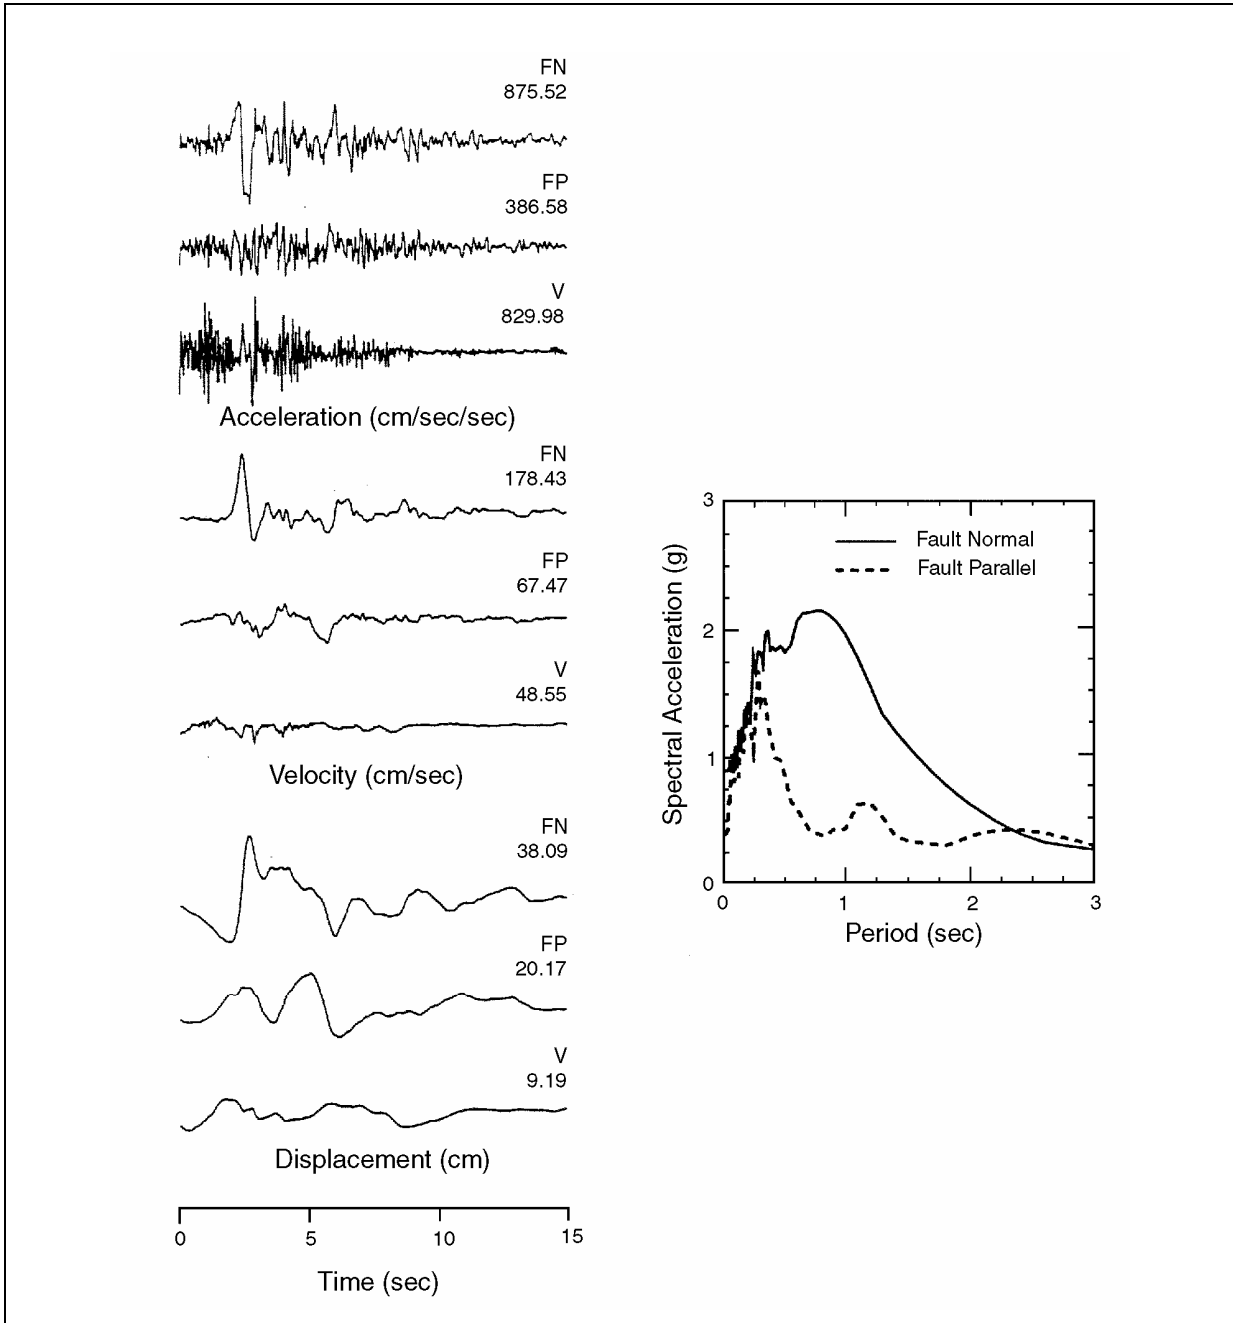 FN
875.52
FP
386.58
V
829.98
Acceleration (cm/sec/sec)
FN
178.43
FP
67.47
V
48.55
Velocity (cm/sec)
FN
38.09
FP
20.17
V
9.19
Displacement (cm)
0 5 10 15
Time (sec)
3
2
1
0
Spectral Acceleration (g)
Fault Normal
Fault Parallel
0 1 2 3
Period (sec)